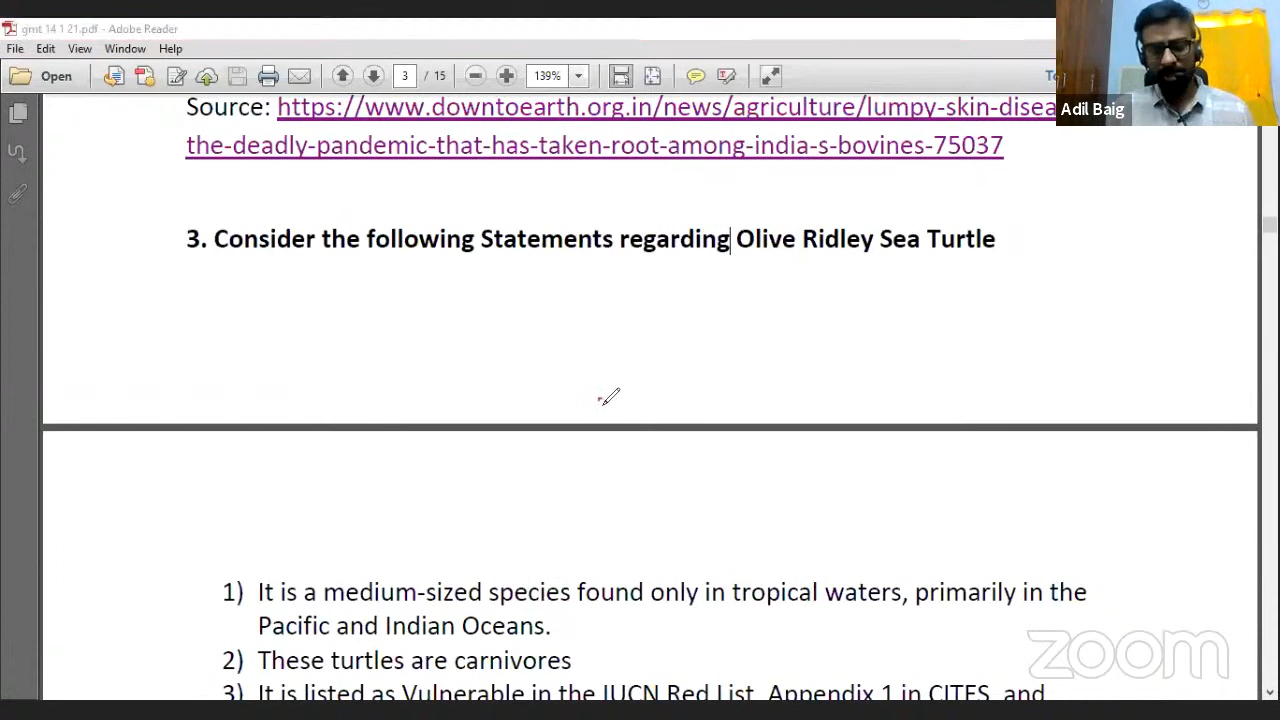 gmt 14 1 21.pdf - Adobe Reader
File Edit View Window Help
Open 3 / 15 139%
Adil Baig
Source: https://www.downtoearth.org.in/news/agriculture/lumpy-skin-disea
the-deadly-pandemic-that-has-taken-root-among-india-s-bovines-75037
3. Consider the following Statements regarding Olive Ridley Sea Turtle
1) It is a medium-sized species found only in tropical waters, primarily in the
Pacific and Indian Oceans.
2) These turtles are carnivores
3) It is listed as Vulnerable in the IUCN Red List, Appendix 1 in CITES, and
zoom